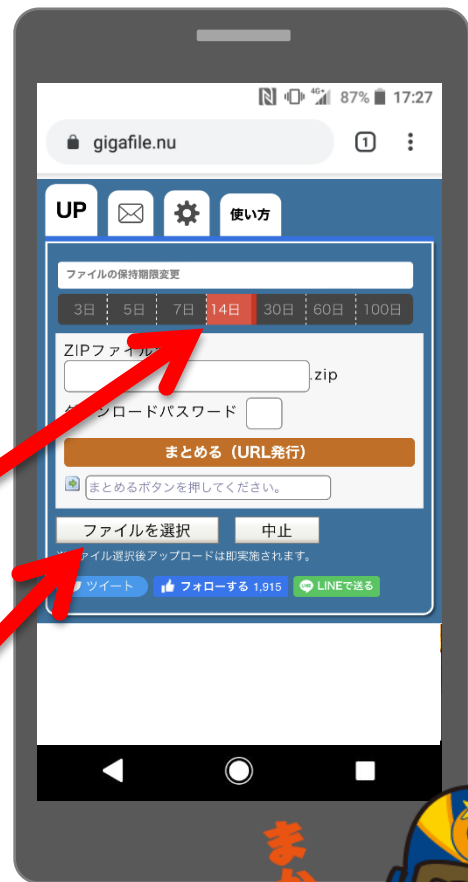 4G+ 87% 17:27
gigafile.nu 1
UP 使い方
ファイルの保持期限変更
3日 5日 7日 14日 30日 60日 100日
ZIPファイル
.zip
ンロードパスワード
まとめる（URL発行）
まとめるボタンを押してください。
ファイルを選択 中止
ァイル選択後アップロードは即実施されます。
ツイート フォローする 1,915 LINEで送る
ま